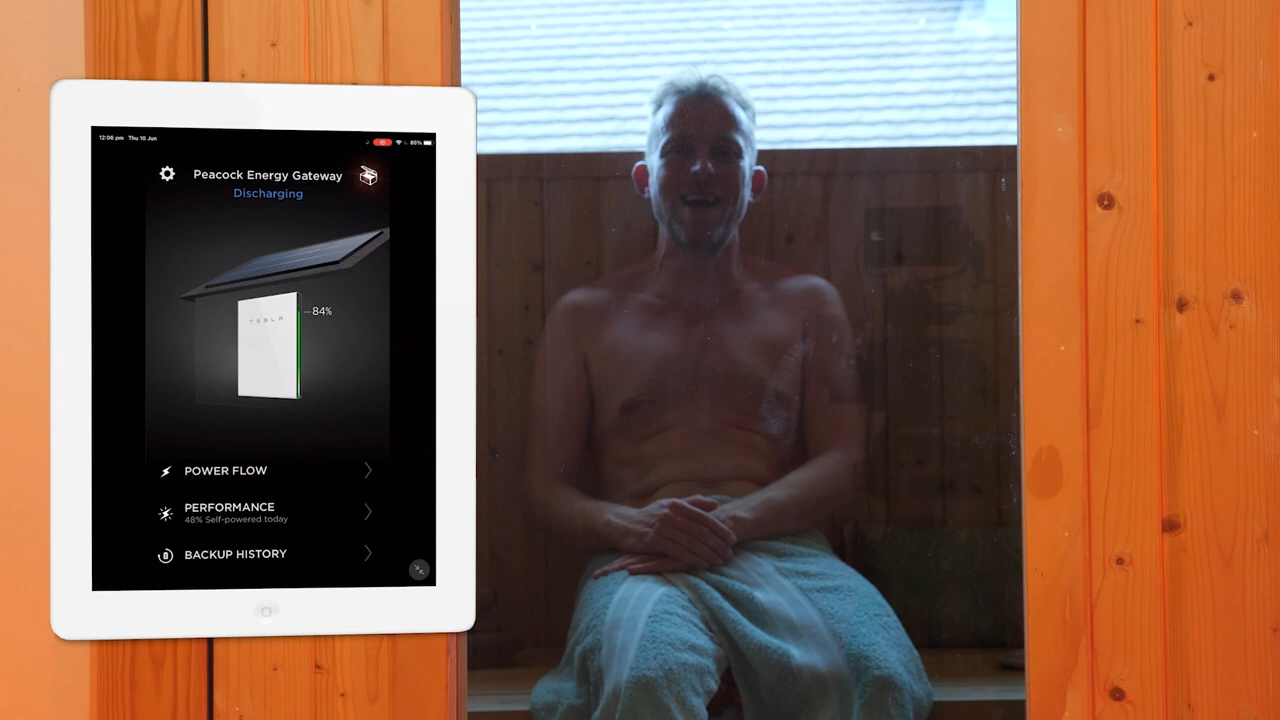 12:06 pm Thu 10 Jun
85%
Peacock Energy Gateway
Discharging
84%
TESLA
POWER FLOW
PERFORMANCE
48% Self-powered today
BACKUP HISTORY